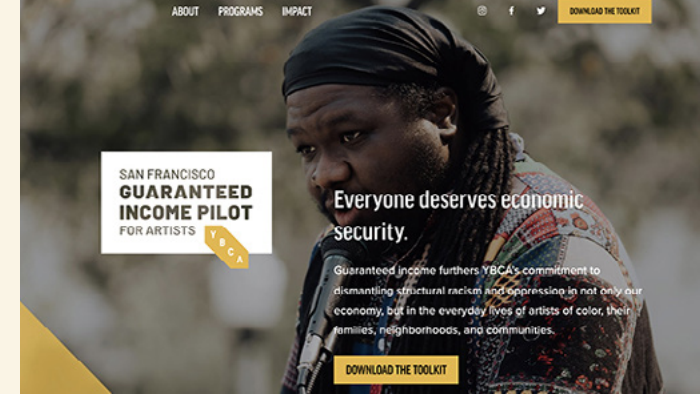 ABOUT PROGRAMS IMPACT DOWNLOAD THE TOOLKIT
SAN FRANCISCO
GUARANTEED
INCOME PILOT
FOR ARTISTS
YBCA
Everyone deserves economic
security.
Guaranteed income furthers YBCA's commitment to
dismantling structural racism and oppression in not only our
economy, but in the everyday lives of artists of color, their
families, neighborhoods, and communities.
DOWNLOAD THE TOOLKIT